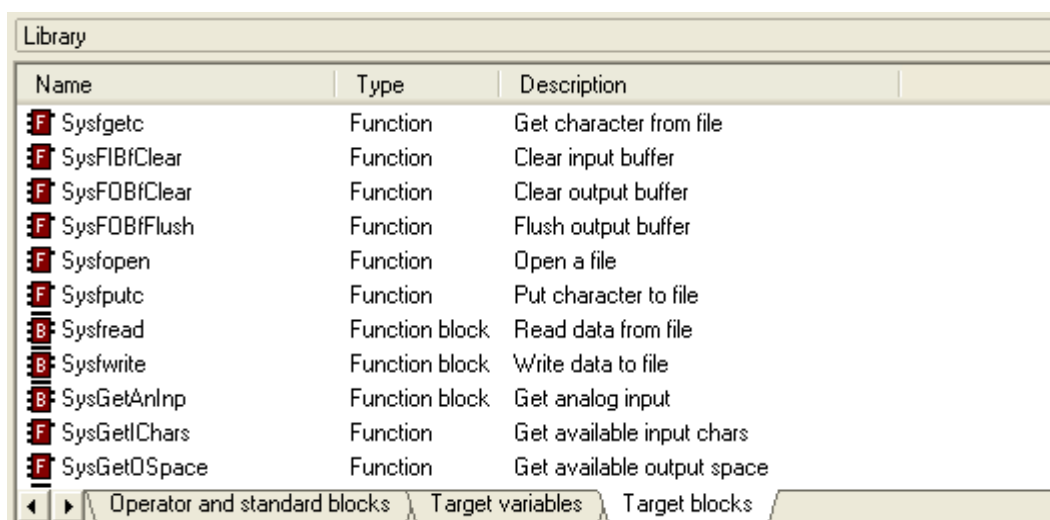 Library
Name Type Description
F Sysfgetc Function Get character from file
F SysFIBfClear Function Clear input buffer
F SysFOBfClear Function Clear output buffer
F SysFOBfFlush Function Flush output buffer
F Sysfopen Function Open a file
F Sysfputc Function Put character to file
B Sysfread Function block Read data from file
B Sysfwrite Function block Write data to file
B SysGetAnInp Function block Get analog input
F SysGetIChars Function Get available input chars
F SysGetOSpace Function Get available output space
Operator and standard blocks Target variables Target blocks